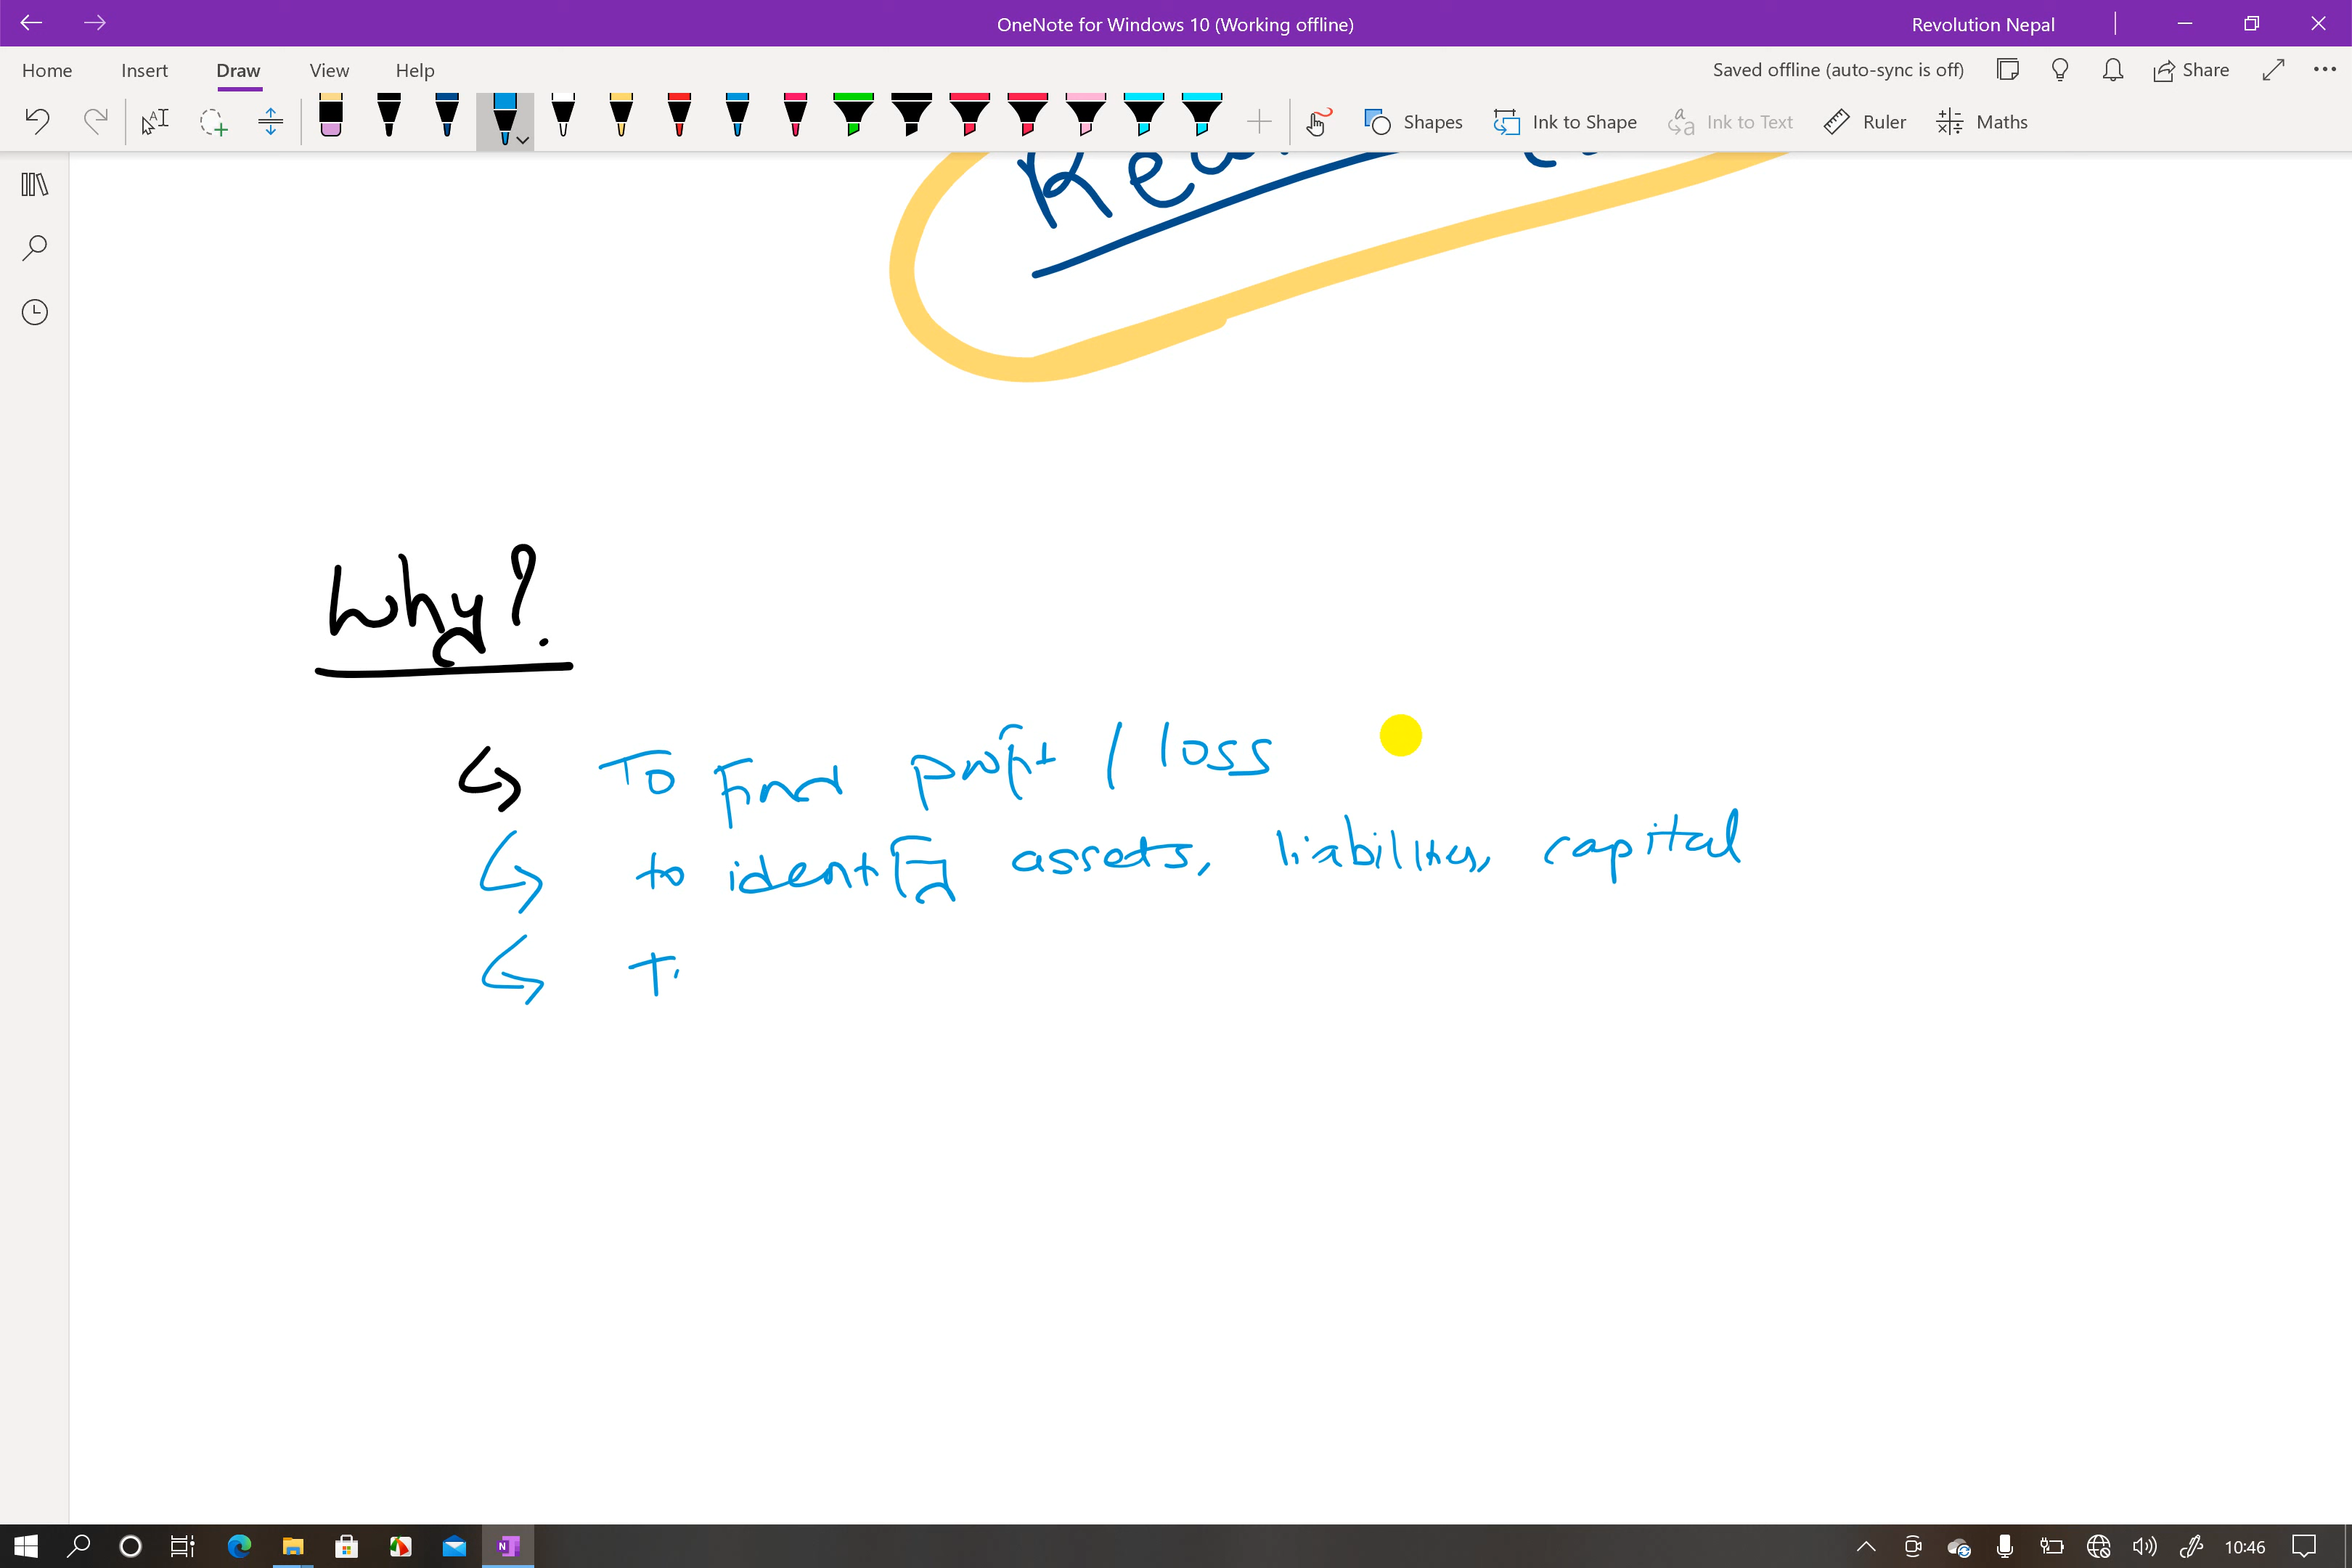 OneNote for Windows 10 (Working offline)
Revolution Nepal
Home Insert Draw View Help
Saved offline (auto-sync is off) Share
Shapes Ink to Shape Ink to Text Ruler Maths
Why?
To find profit / loss
to identify assets, liabilities, capital
10:46